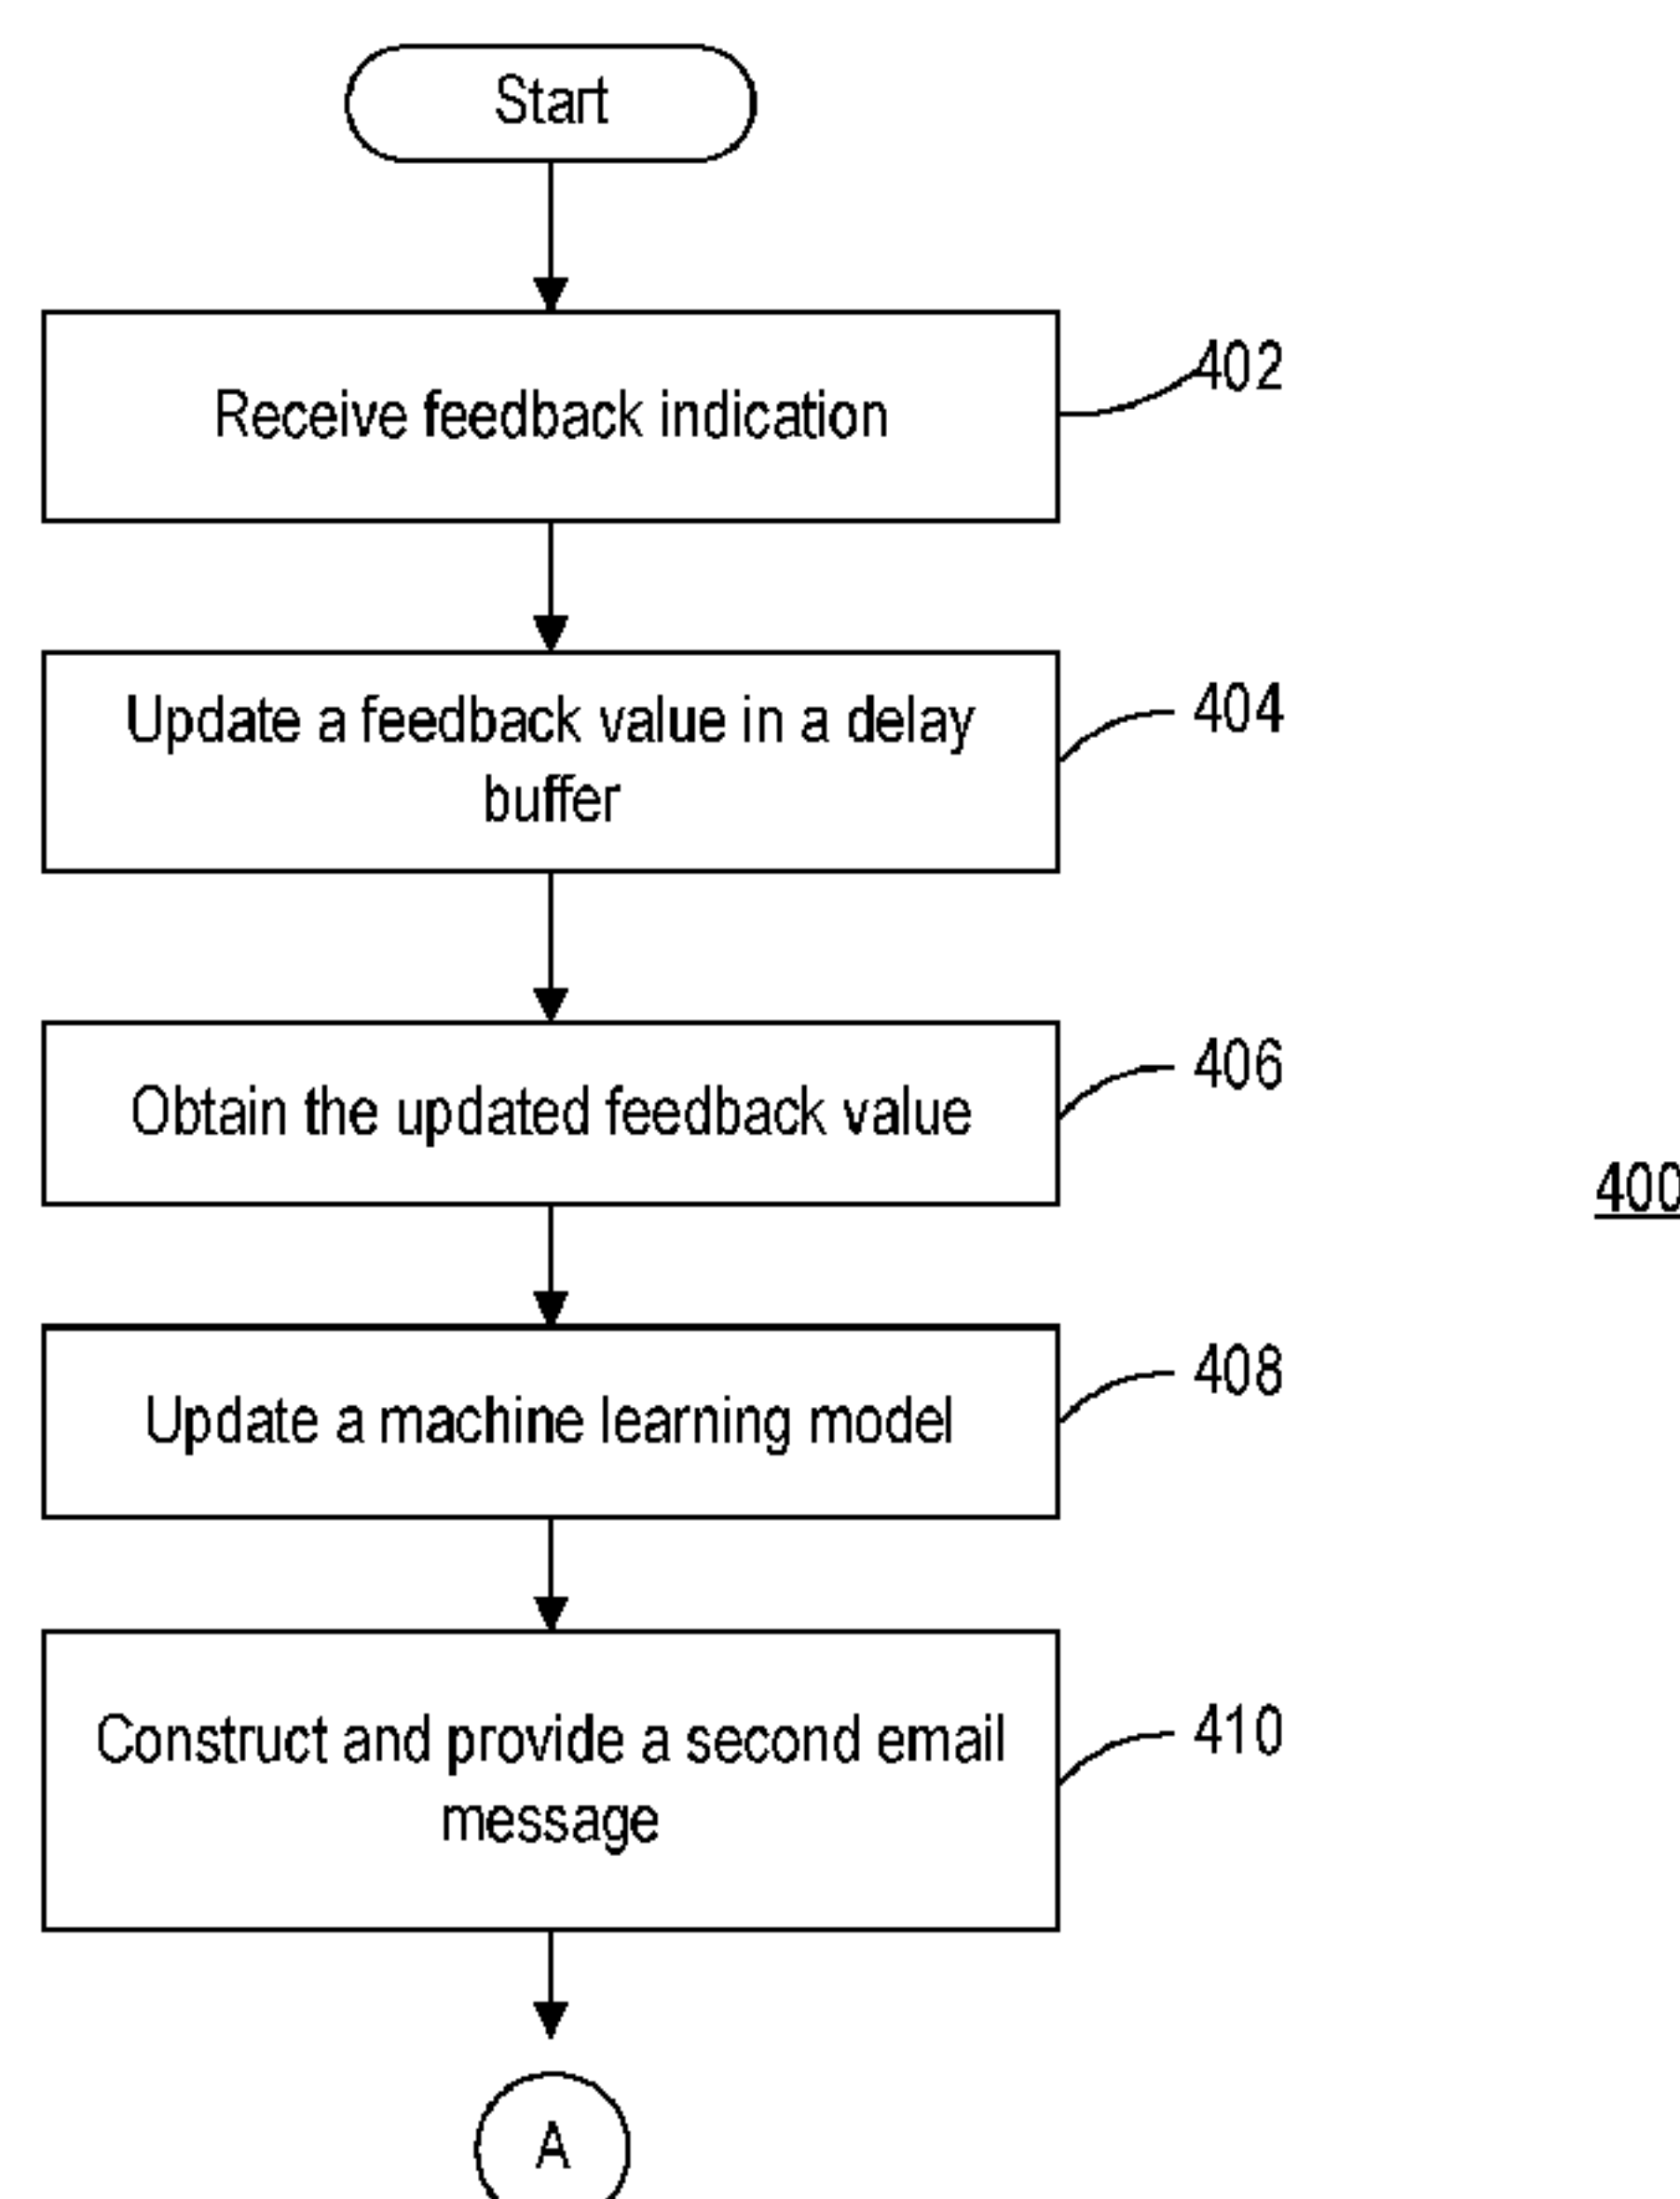 Start
Receive feedback indication
402
Update a feedback value in a delay
buffer
404
Obtain the updated feedback value
406
400
Update a machine learning model
408
Construct and provide a second email
message
410
A